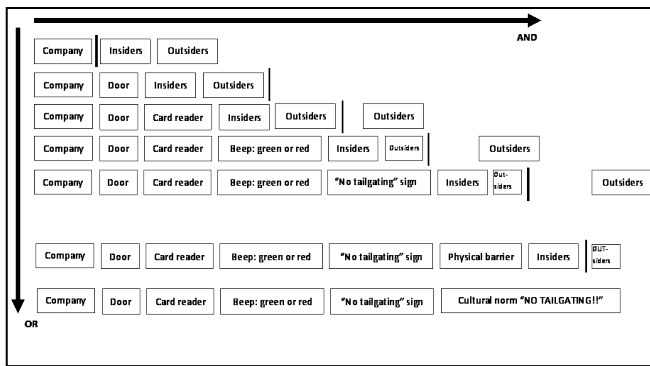 AND
Company Insiders Outsiders
Company Door Insiders Outsiders
Company Door Card reader Insiders Outsiders Outsiders
Company Door Card reader Beep: green or red Insiders Outsiders Outsiders
Company Door Card reader Beep: green or red "No tailgating" sign Insiders Out-
siders Outsiders
Company Door Card reader Beep: green or red "No tailgating" sign Physical barrier Insiders OUT-
siders
Company Door Card reader Beep: green or red "No tailgating" sign Cultural norm "NO TAILGATING!!"
OR